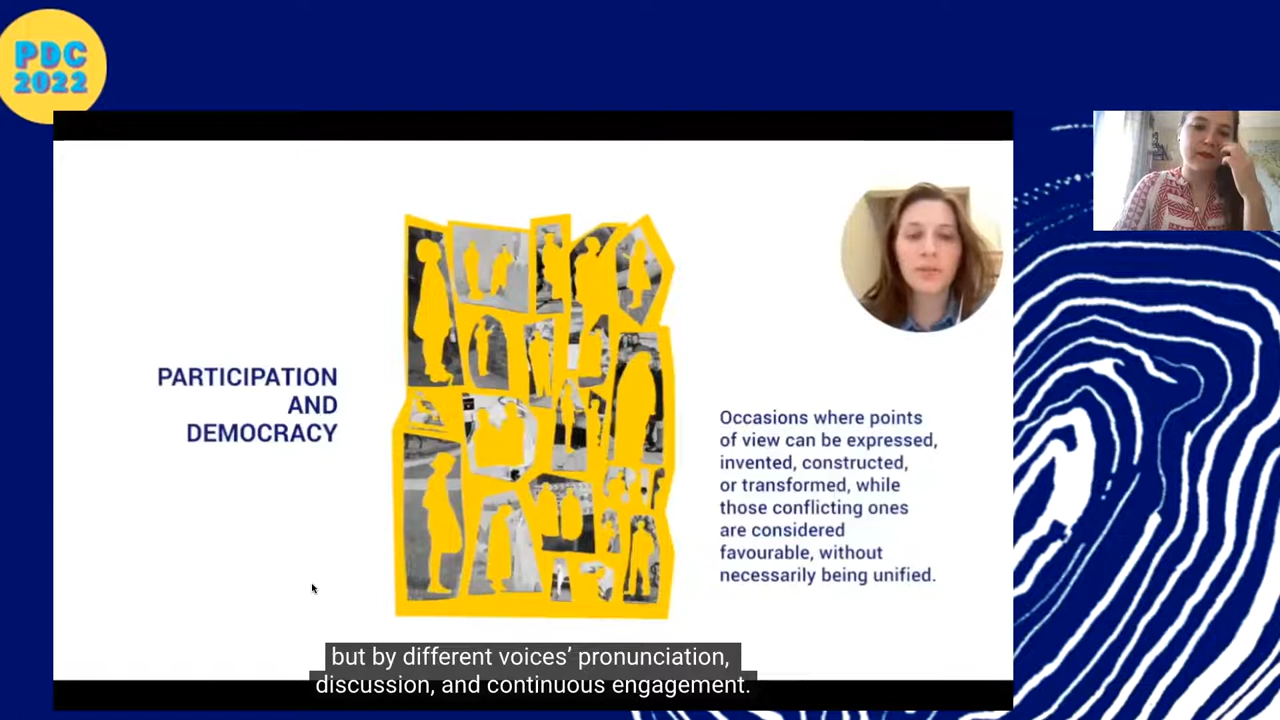 PDC
2022
PARTICIPATION
AND
DEMOCRACY
Occasions where points
of view can be expressed,
invented, constructed,
or transformed, while
those conflicting ones
are considered
favourable, without
necessarily being unified.
but by different voices’ pronunciation,
discussion, and continuous engagement.